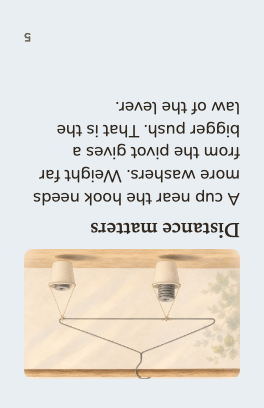 Distance matters
A cup near the hook needs
more washers. Weight far
from the pivot gives a
bigger push. That is the
law of the lever.
5